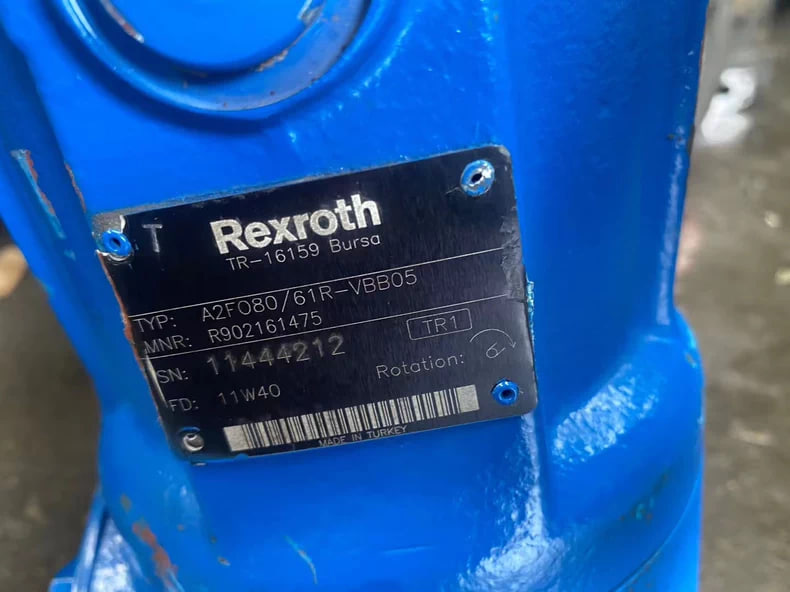 T
Rexroth
TR-16159 Bursa
TYP: A2FO80/61R-VBB05
MNR: R902161475
TR1
SN: 11444212
Rotation:
FD: 11W40
MADE IN TURKEY